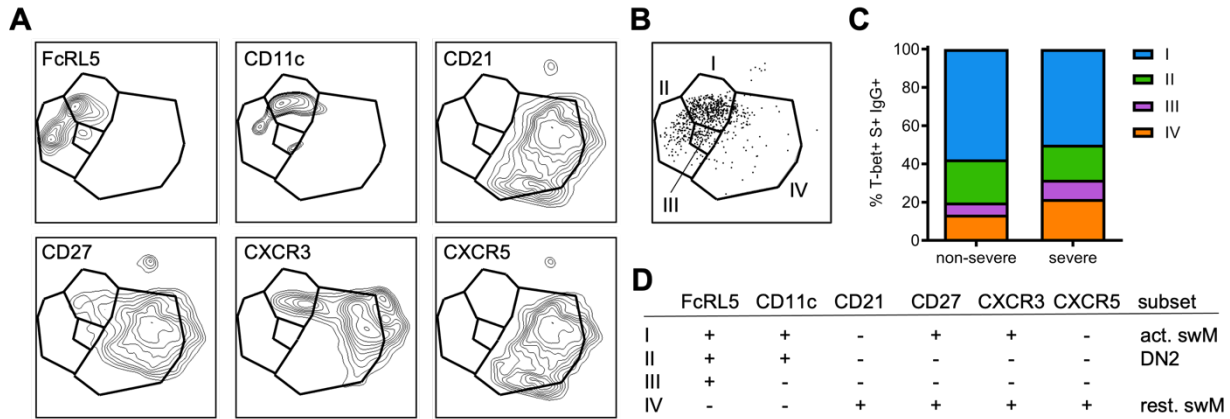 A
FcRL5
CD11c
CD21
CD27
CXCR3
CXCR5
B
I
II
III
IV
C
% T-bet+ S+ IgG+
100
80
60
40
20
0
non-severe
severe
I
II
III
IV
D
FcRL5 CD11c CD21 CD27 CXCR3 CXCR5 subset
I + + - + + - act. swM
II + + - - - - DN2
III + - - - - -
IV - - + + + + rest. swM